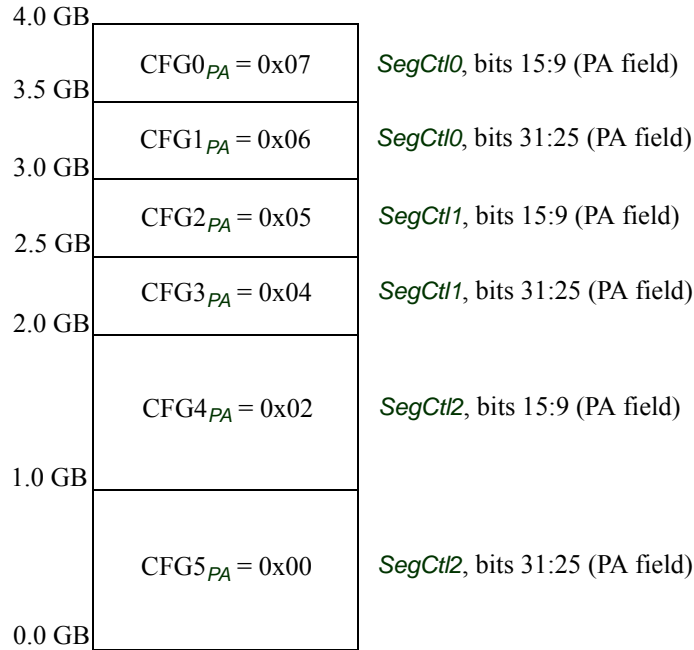 4.0 GB
CFG0PA = 0x07 SegCtl0, bits 15:9 (PA field)
3.5 GB
CFG1PA = 0x06 SegCtl0, bits 31:25 (PA field)
3.0 GB
CFG2PA = 0x05 SegCtl1, bits 15:9 (PA field)
2.5 GB
CFG3PA = 0x04 SegCtl1, bits 31:25 (PA field)
2.0 GB
CFG4PA = 0x02 SegCtl2, bits 15:9 (PA field)
1.0 GB
CFG5PA = 0x00 SegCtl2, bits 31:25 (PA field)
0.0 GB